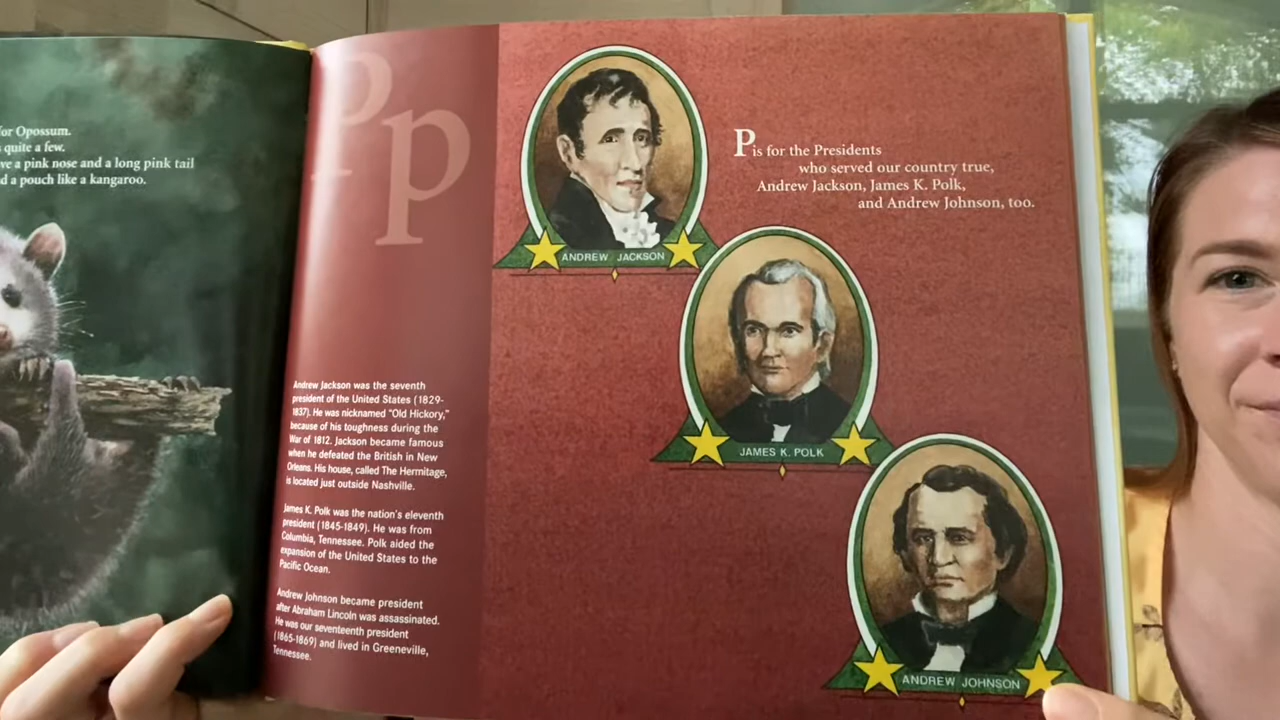 for Opossum.
quite a few.
ve a pink nose and a long pink tail
d a pouch like a kangaroo.
Pp
P is for the Presidents
who served our country true,
Andrew Jackson, James K. Polk,
and Andrew Johnson, too.
ANDREW JACKSON
JAMES K. POLK
ANDREW JOHNSON
Andrew Jackson was the seventh
president of the United States (1829-
1837). He was nicknamed "Old Hickory,"
because of his toughness during the
War of 1812. Jackson became famous
when he defeated the British in New
Orleans. His house, called The Hermitage,
is located just outside Nashville.
James K. Polk was the nation's eleventh
president (1845-1849). He was from
Columbia, Tennessee. Polk aided the
expansion of the United States to the
Pacific Ocean.
Andrew Johnson became president
after Abraham Lincoln was assassinated.
He was our seventeenth president
(1865-1869) and lived in Greeneville,
Tennessee.